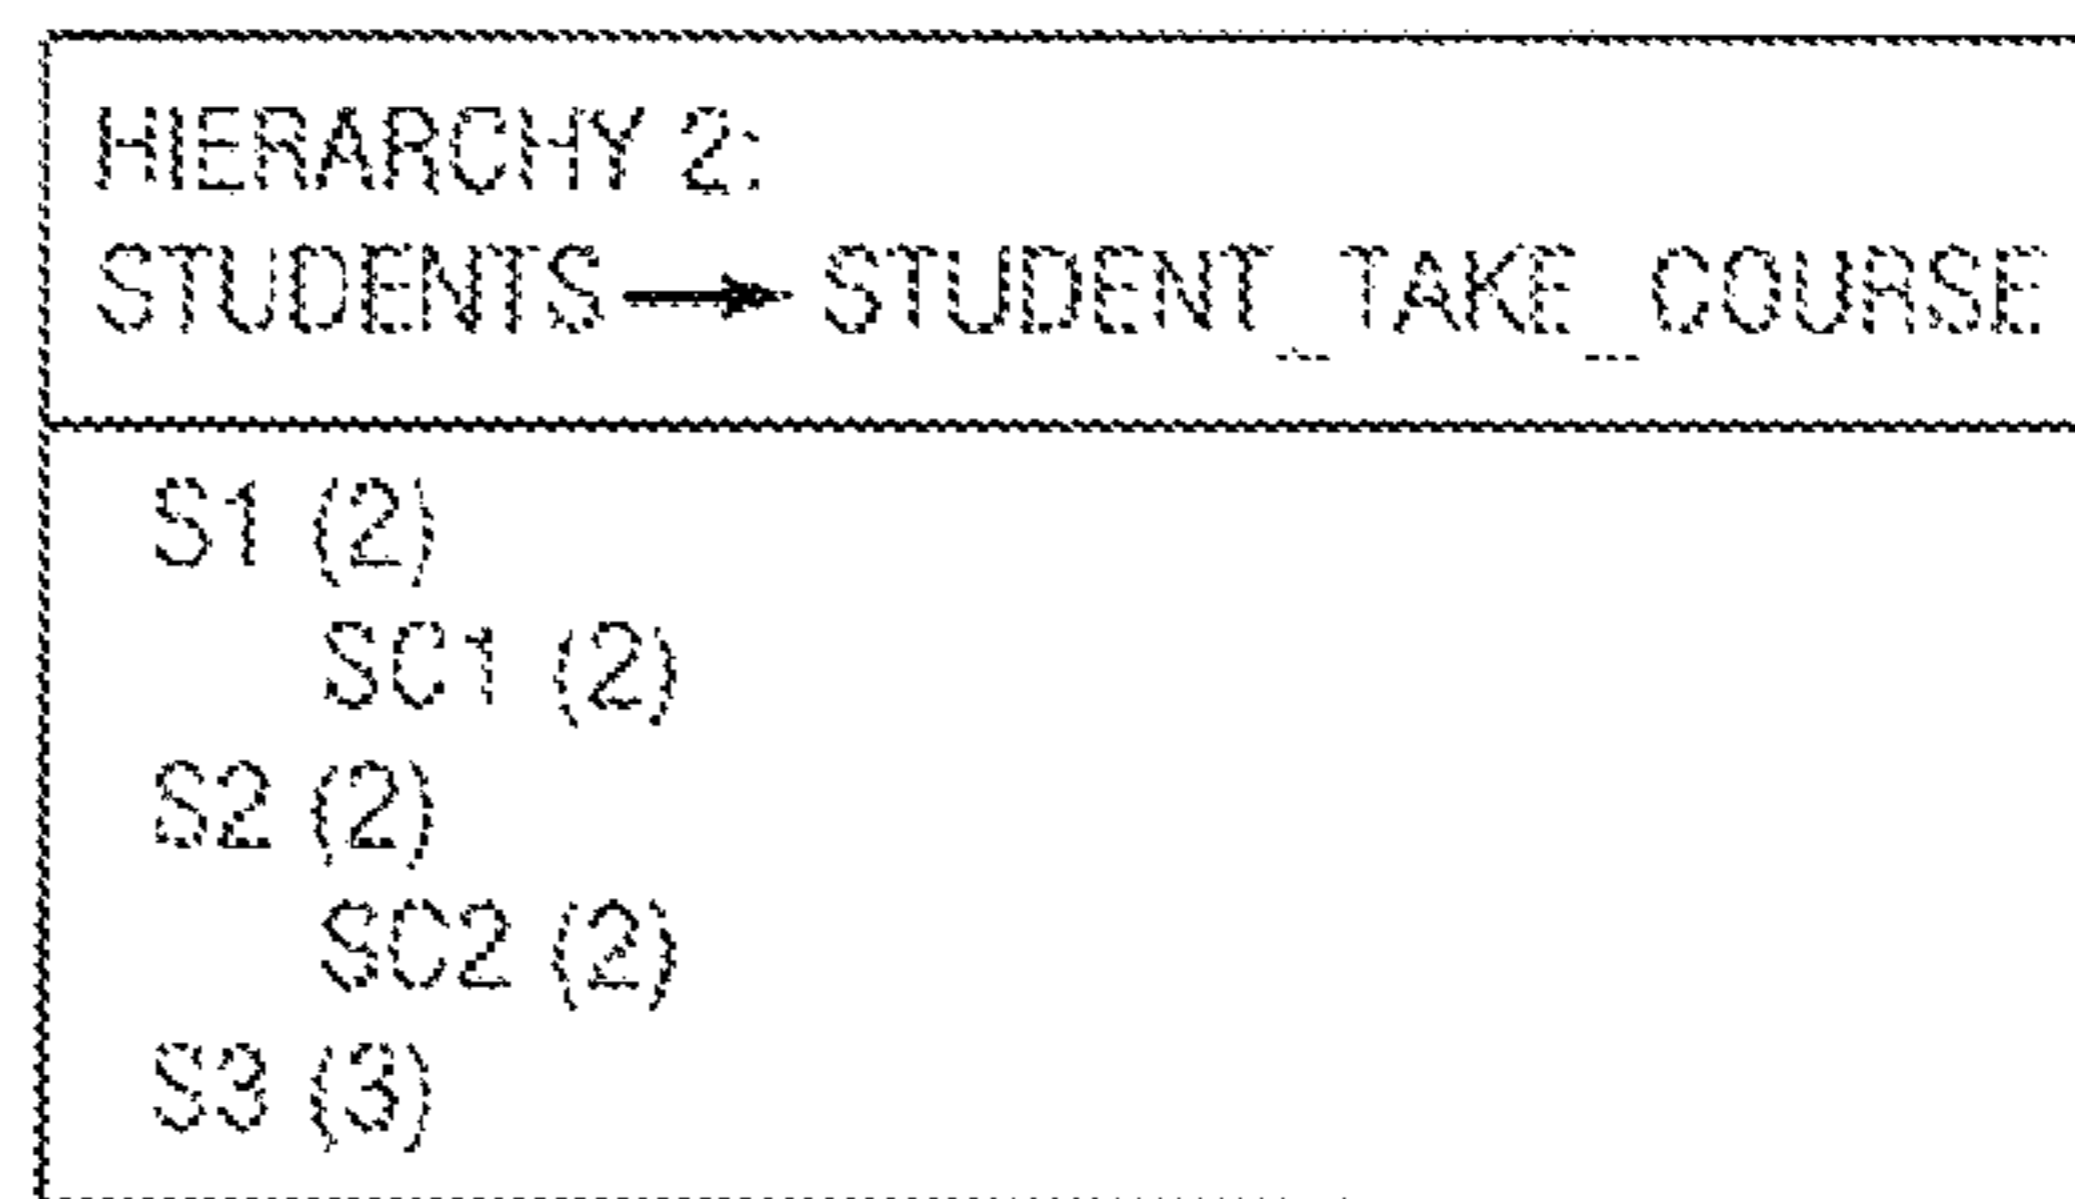 HIERARCHY 2:
STUDENTS → STUDENT_TAKE_COURSE
S1 (2)
SC1 (2)
S2 (2)
SC2 (2)
S3 (3)